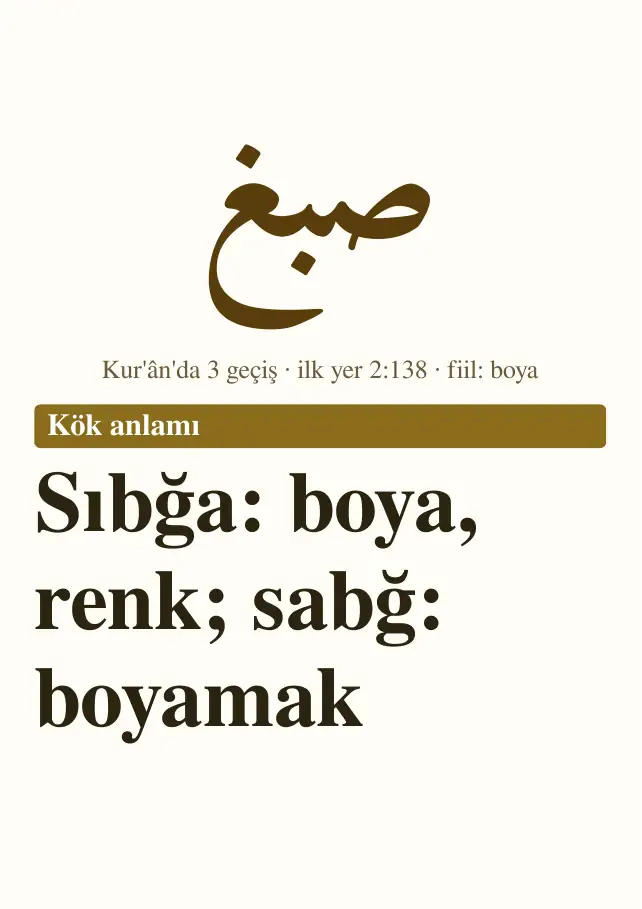 صبغ
Kur'ân'da 3 geçiş · ilk yer 2:138 · fiil: boya
Kök anlamı
Sıbğa: boya,
renk; sabğ:
boyamak